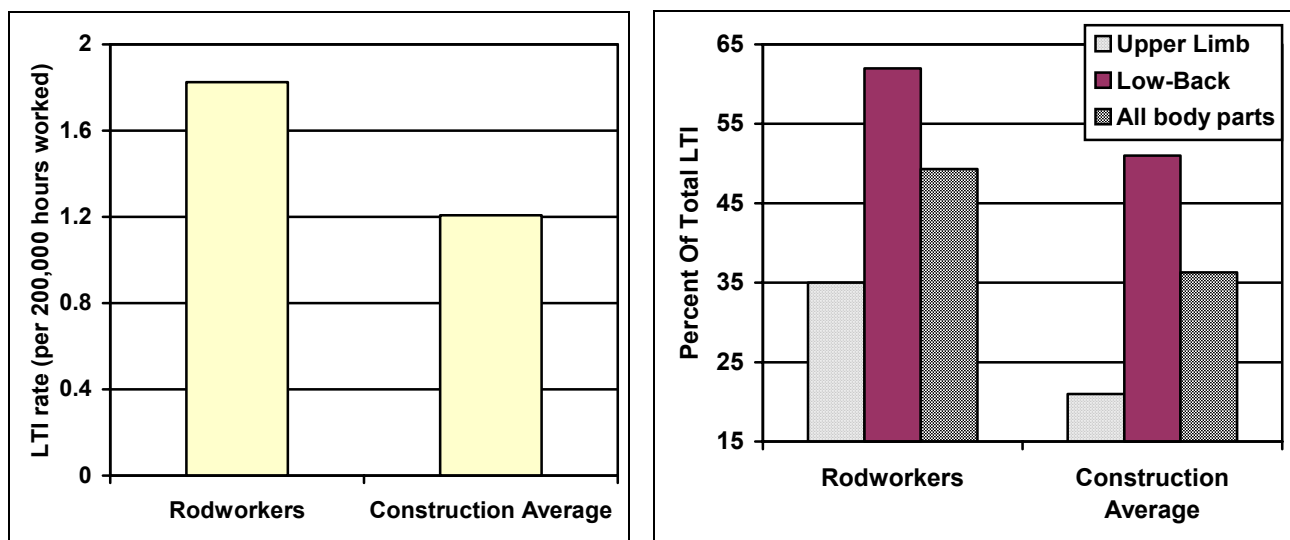 LTI rate (per 200,000 hours worked)
2
1.6
1.2
0.8
0.4
0
Rodworkers
Construction Average
Percent Of Total LTI
65
55
45
35
25
15
Upper Limb
Low-Back
All body parts
Rodworkers
Construction
Average